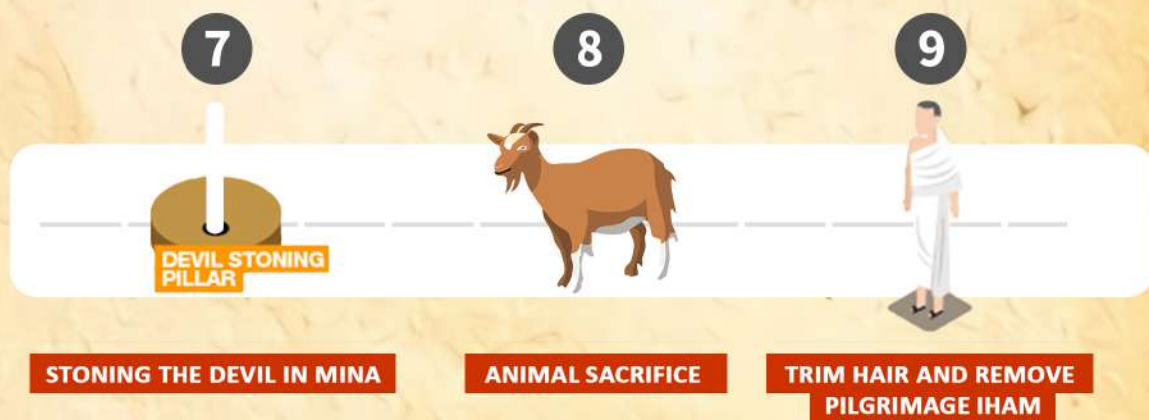 7 8 9
DEVIL STONING
PILLAR
STONING THE DEVIL IN MINA
ANIMAL SACRIFICE
TRIM HAIR AND REMOVE
PILGRIMAGE IHAM